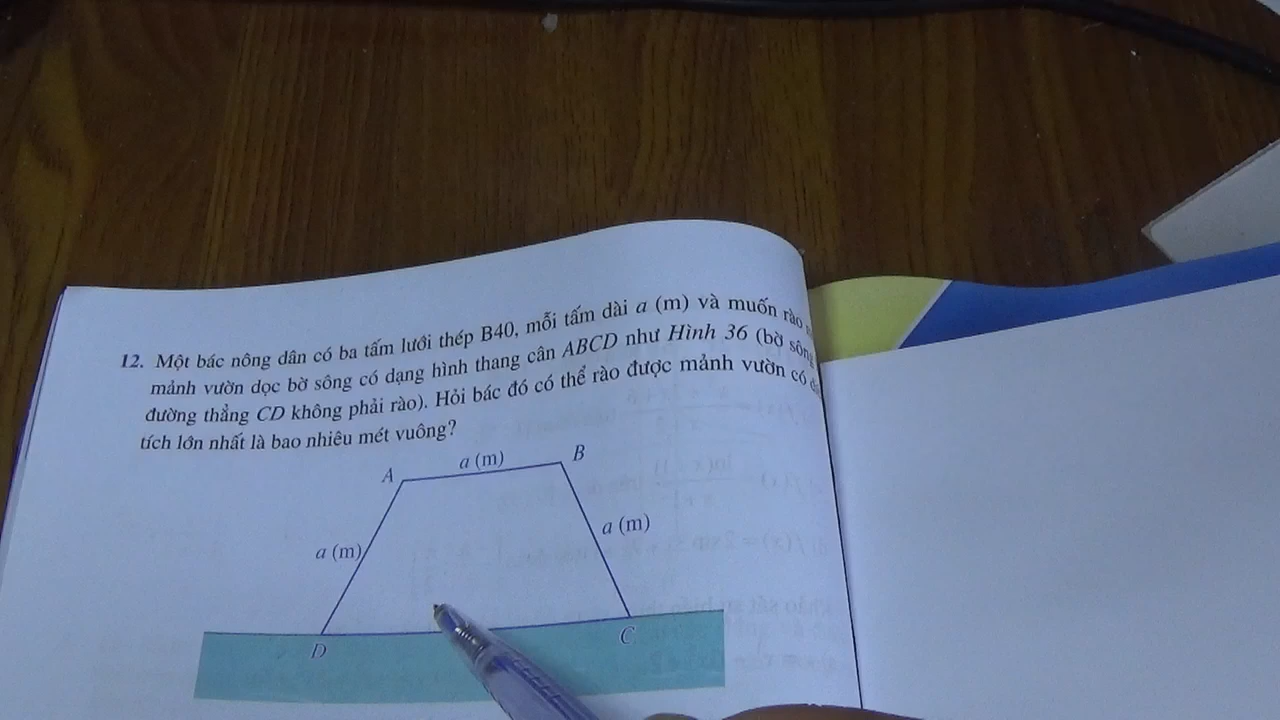 12. Một bác nông dân có ba tấm lưới thép B40, mỗi tấm dài a (m) và muốn rào
mảnh vườn dọc bờ sông có dạng hình thang cân ABCD như Hình 36 (bờ sông
đường thẳng CD không phải rào). Hỏi bác đó có thể rào được mảnh vườn có
tích lớn nhất là bao nhiêu mét vuông?
A a (m) B
a (m) a (m)
D C